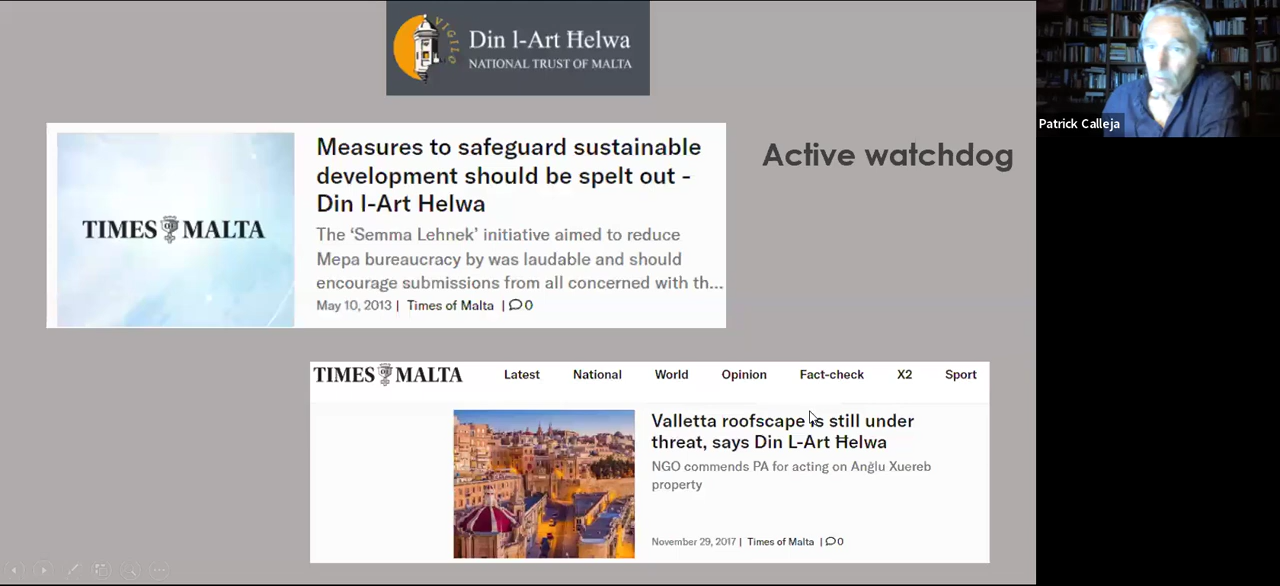 VIGILO
Din l-Art Ħelwa
NATIONAL TRUST OF MALTA
Patrick Calleja
Active watchdog
TIMES MALTA
Measures to safeguard sustainable
development should be spelt out -
Din l-Art Helwa
The ‘Semma Lehnek’ initiative aimed to reduce
Mepa bureaucracy by was laudable and should
encourage submissions from all concerned with th...
May 10, 2013 | Times of Malta | 0
TIMES MALTA Latest National World Opinion Fact-check X2 Sport
Valletta roofscape is still under
threat, says Din L-Art Ħelwa
NGO commends PA for acting on Anġlu Xuereb
property
November 29, 2017 | Times of Malta | 0